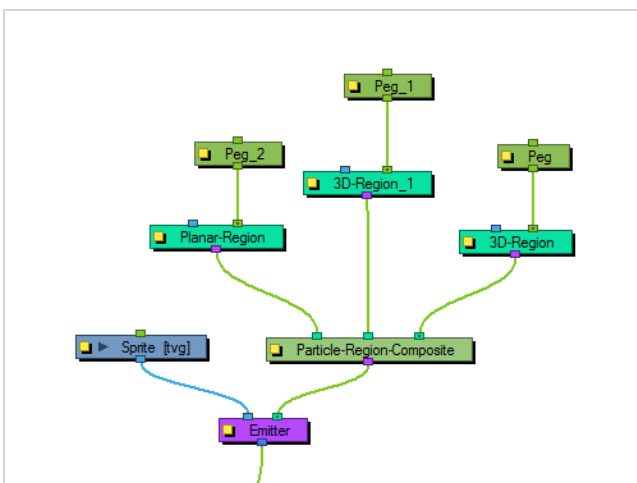 Peg_1
Peg_2
Peg
3D-Region_1
Planar-Region
3D-Region
Sprite [tvg]
Particle-Region-Composite
Emitter